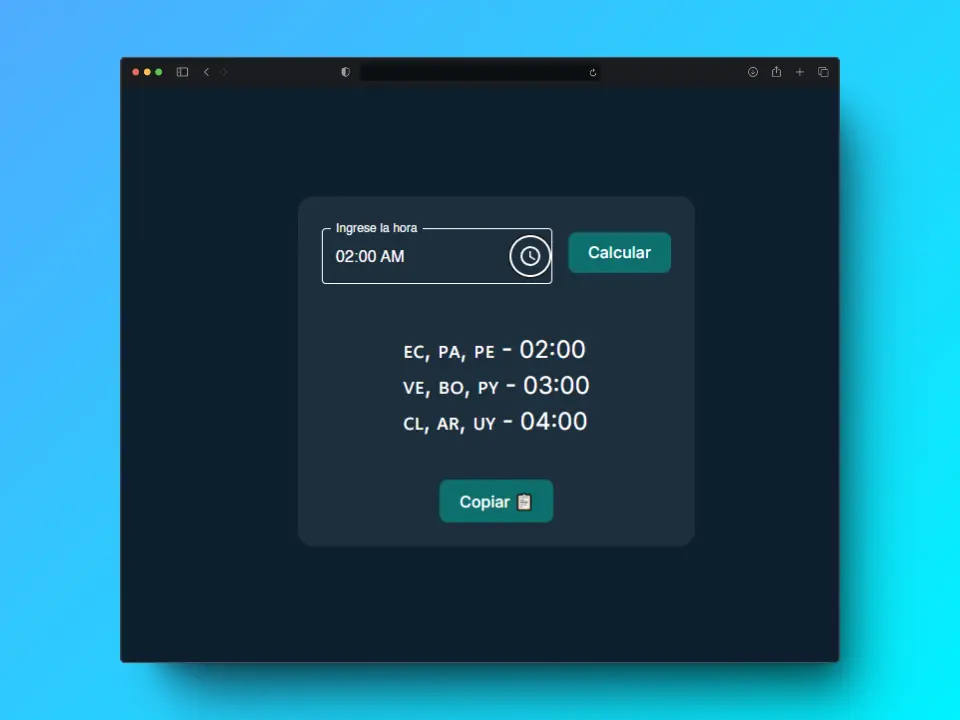 Ingrese la hora
02:00 AM
Calcular
EC, PA, PE - 02:00
VE, BO, PY - 03:00
CL, AR, UY - 04:00
Copiar 📋